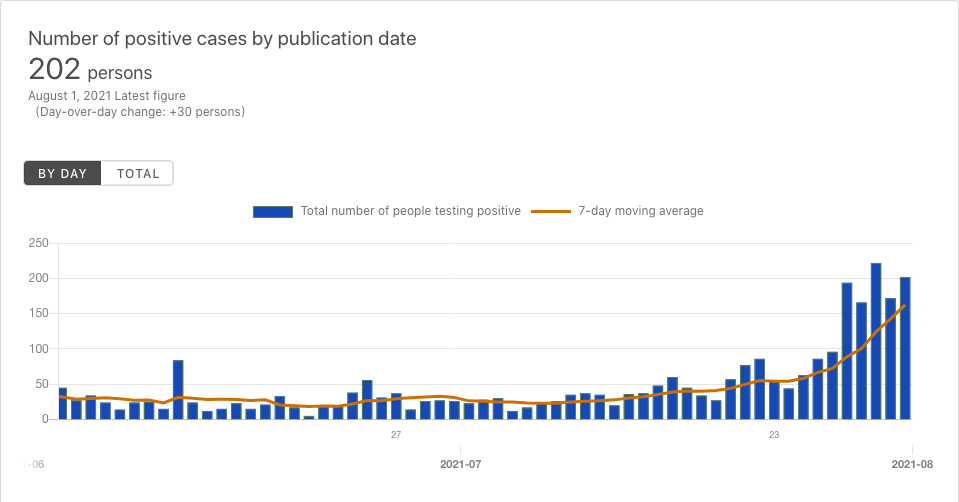 Number of positive cases by publication date
202 persons
August 1, 2021 Latest figure
(Day-over-day change: +30 persons)
BY DAY TOTAL
Total number of people testing positive 7-day moving average
250
200
150
100
50
0
27 23
-06 2021-07 2021-08